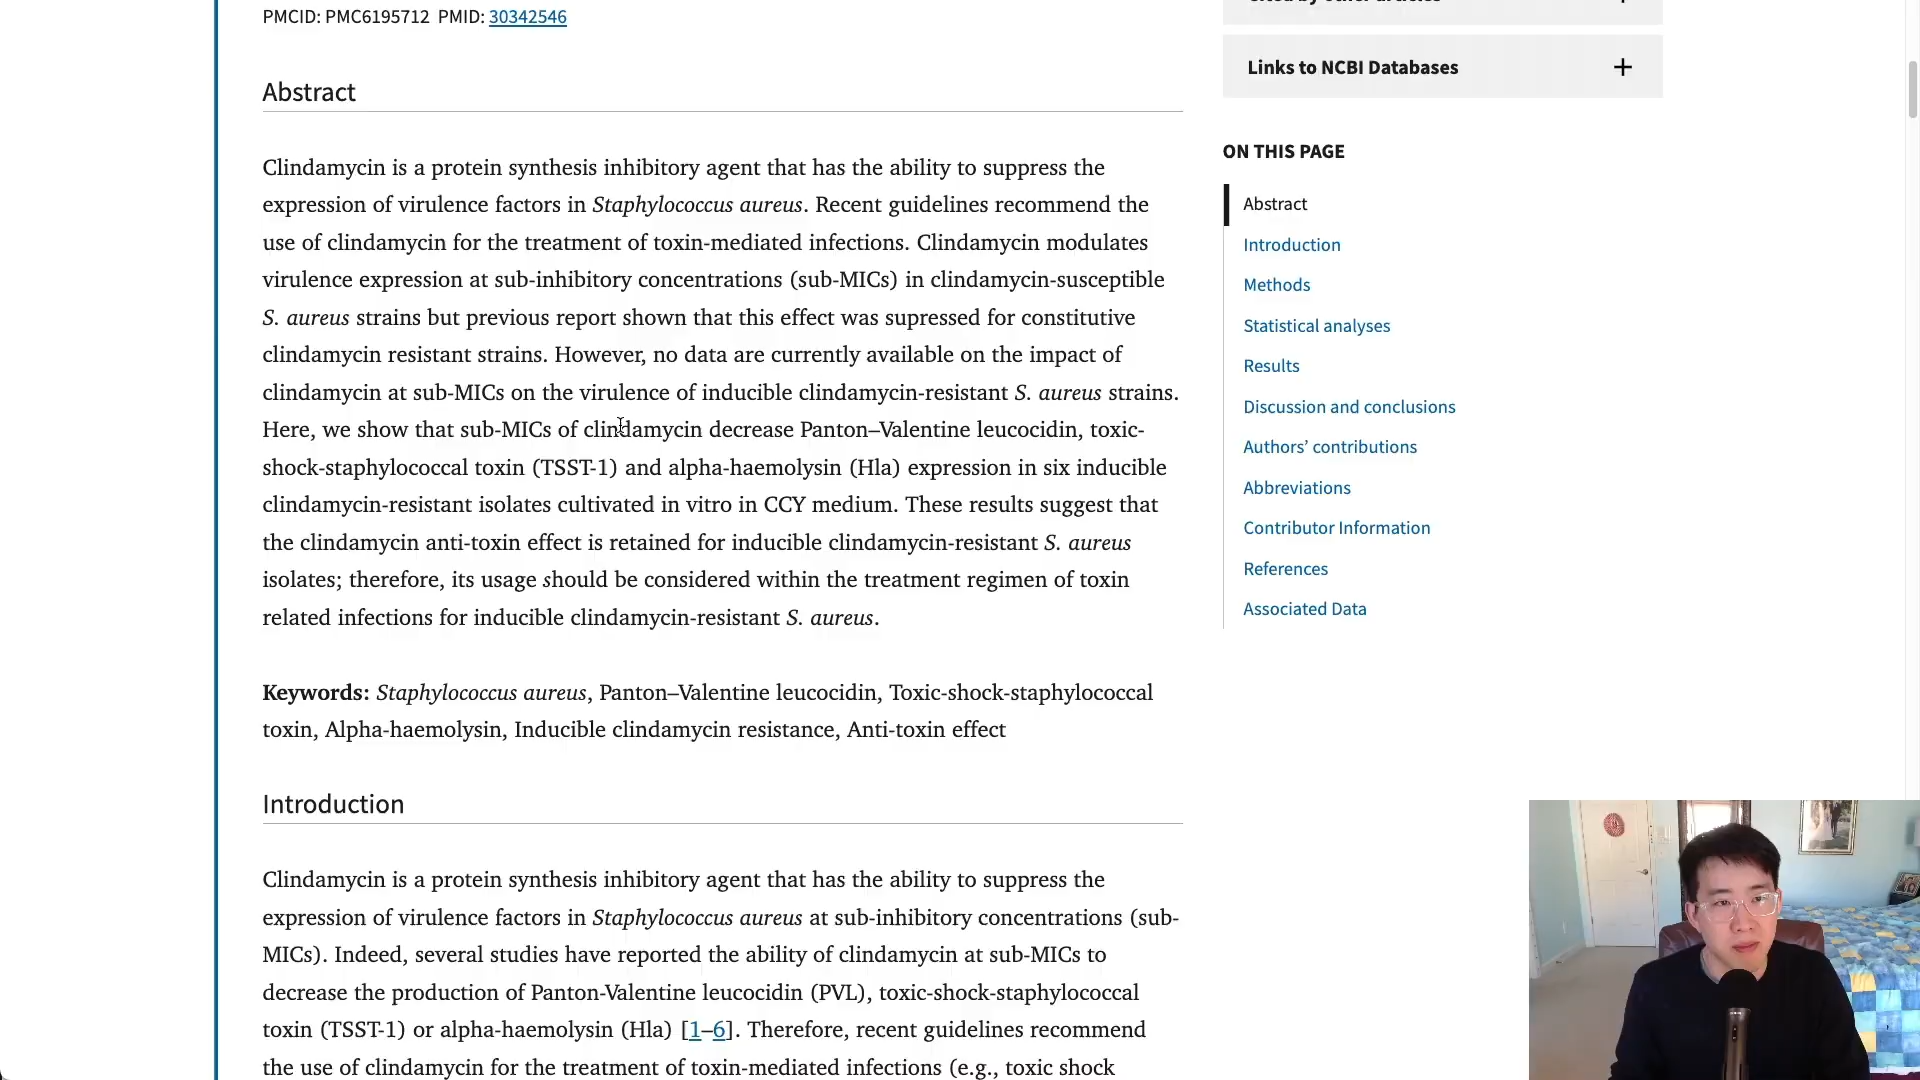 PMCID: PMC6195712 PMID: 30342546
Abstract
Clindamycin is a protein synthesis inhibitory agent that has the ability to suppress the
expression of virulence factors in Staphylococcus aureus. Recent guidelines recommend the
use of clindamycin for the treatment of toxin-mediated infections. Clindamycin modulates
virulence expression at sub-inhibitory concentrations (sub-MICs) in clindamycin-susceptible
S. aureus strains but previous report shown that this effect was supressed for constitutive
clindamycin resistant strains. However, no data are currently available on the impact of
clindamycin at sub-MICs on the virulence of inducible clindamycin-resistant S. aureus strains.
Here, we show that sub-MICs of clindamycin decrease Panton–Valentine leucocidin, toxic-
shock-staphylococcal toxin (TSST-1) and alpha-haemolysin (Hla) expression in six inducible
clindamycin-resistant isolates cultivated in vitro in CCY medium. These results suggest that
the clindamycin anti-toxin effect is retained for inducible clindamycin-resistant S. aureus
isolates; therefore, its usage should be considered within the treatment regimen of toxin
related infections for inducible clindamycin-resistant S. aureus.
Keywords: Staphylococcus aureus, Panton–Valentine leucocidin, Toxic-shock-staphylococcal
toxin, Alpha-haemolysin, Inducible clindamycin resistance, Anti-toxin effect
Introduction
Clindamycin is a protein synthesis inhibitory agent that has the ability to suppress the
expression of virulence factors in Staphylococcus aureus at sub-inhibitory concentrations (sub-
MICs). Indeed, several studies have reported the ability of clindamycin at sub-MICs to
decrease the production of Panton-Valentine leucocidin (PVL), toxic-shock-staphylococcal
toxin (TSST-1) or alpha-haemolysin (Hla) [1–6]. Therefore, recent guidelines recommend
the use of clindamycin for the treatment of toxin-mediated infections (e.g., toxic shock
Cited by other articles
Links to NCBI Databases
ON THIS PAGE
Abstract
Introduction
Methods
Statistical analyses
Results
Discussion and conclusions
Authors’ contributions
Abbreviations
Contributor Information
References
Associated Data